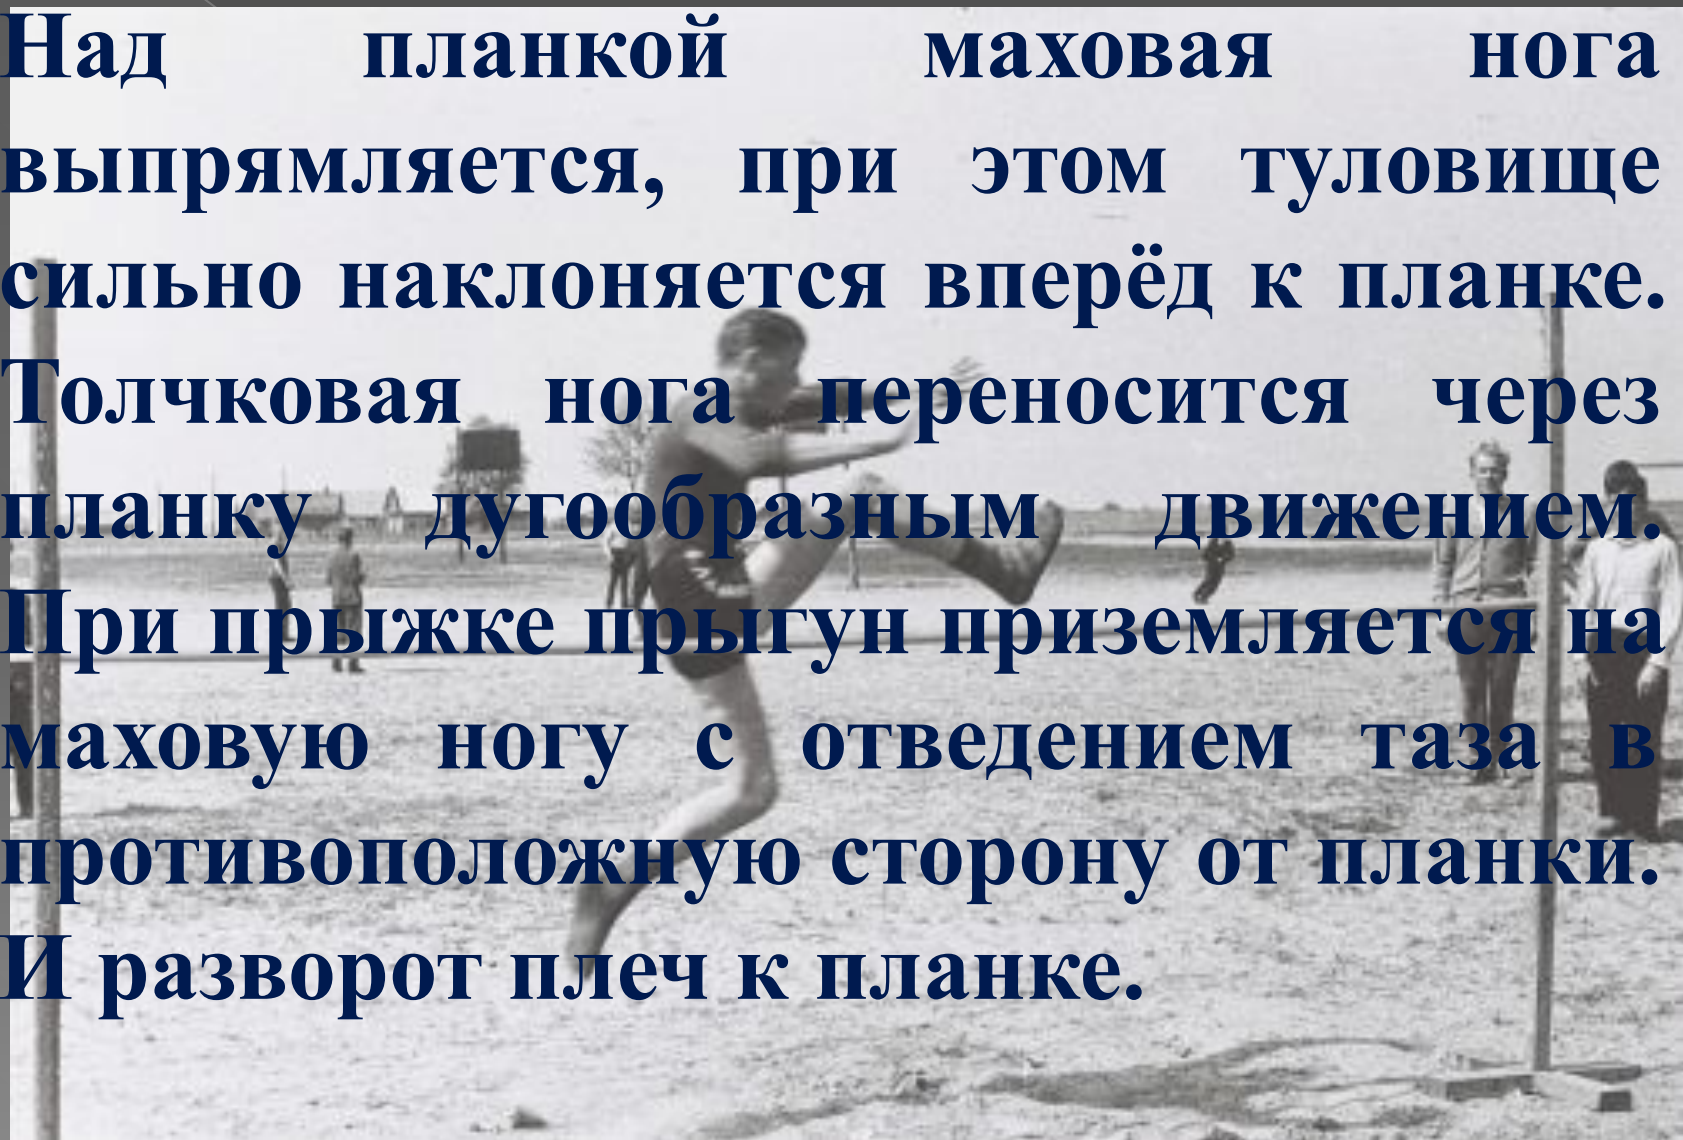 Над планкой маховая нога
выпрямляется, при этом туловище
сильно наклоняется вперёд к планке.
Толчковая нога переносится через
планку дугообразным движением.
При прыжке прыгун приземляется на
маховую ногу с отведением таза в
противоположную сторону от планки.
И разворот плеч к планке.